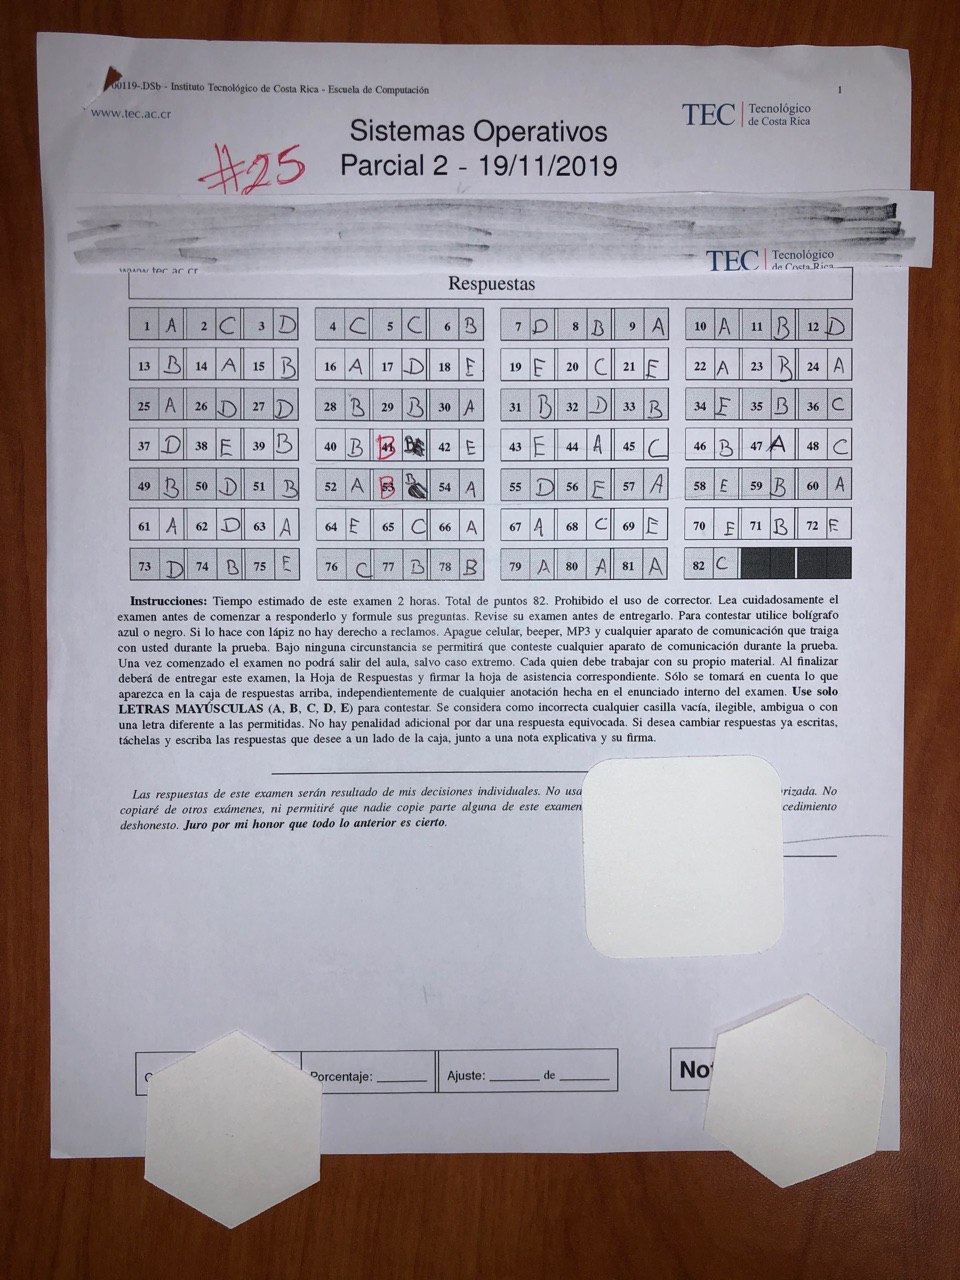 00119-.DSb - Instituto Tecnológico de Costa Rica - Escuela de Computación 1
www.tec.ac.cr
TEC Tecnológico de Costa Rica
Sistemas Operativos
#25 Parcial 2 - 19/11/2019
www.tec.ac.cr
TEC Tecnológico de Costa Rica
Respuestas
1 A 2 C 3 D 4 C 5 C 6 B 7 D 8 B 9 A 10 A 11 B 12 D
13 B 14 A 15 B 16 A 17 D 18 E 19 E 20 C 21 E 22 A 23 B 24 A
25 A 26 D 27 D 28 B 29 B 30 A 31 B 32 D 33 B 34 E 35 B 36 C
37 D 38 E 39 B 40 B 41 B B 42 E 43 E 44 A 45 C 46 B 47 A 48 C
49 B 50 D 51 B 52 A 53 B B 54 A 55 D 56 E 57 A 58 E 59 B 60 A
61 A 62 D 63 A 64 E 65 C 66 A 67 A 68 C 69 E 70 E 71 B 72 E
73 D 74 B 75 E 76 C 77 B 78 B 79 A 80 A 81 A 82 C
Instrucciones: Tiempo estimado de este examen 2 horas. Total de puntos 82. Prohibido el uso de corrector. Lea cuidadosamente el
examen antes de comenzar a responderlo y formule sus preguntas. Revise su examen antes de entregarlo. Para contestar utilice bolígrafo
azul o negro. Si lo hace con lápiz no hay derecho a reclamos. Apague celular, beeper, MP3 y cualquier aparato de comunicación que traiga
con usted durante la prueba. Bajo ninguna circunstancia se permitirá que conteste cualquier aparato de comunicación durante la prueba.
Una vez comenzado el examen no podrá salir del aula, salvo caso extremo. Cada quien debe trabajar con su propio material. Al finalizar
deberá de entregar este examen, la Hoja de Respuestas y firmar la hoja de asistencia correspondiente. Sólo se tomará en cuenta lo que
aparezca en la caja de respuestas arriba, independientemente de cualquier anotación hecha en el enunciado interno del examen. Use solo
LETRAS MAYÚSCULAS (A, B, C, D, E) para contestar. Se considera como incorrecta cualquier casilla vacía, ilegible, ambigua o con
una letra diferente a las permitidas. No hay penalidad adicional por dar una respuesta equivocada. Si desea cambiar respuestas ya escritas,
táchelas y escriba las respuestas que desee a un lado de la caja, junto a una nota explicativa y su firma.
Las respuestas de este examen serán resultado de mis decisiones individuales. No usa rizada. No
copiaré de otros exámenes, ni permitiré que nadie copie parte alguna de este examen cedimiento
deshonesto. Juro por mi honor que todo lo anterior es cierto.
Porcentaje: Ajuste: de No